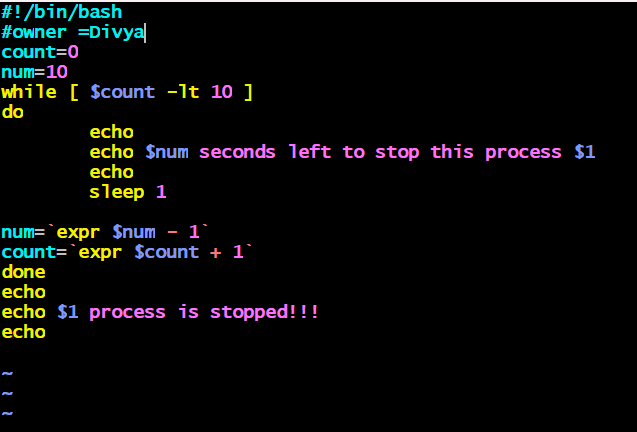 #!/bin/bash
#owner =Divya
count=0
num=10
while [ $count -lt 10 ]
do
        echo
        echo $num seconds left to stop this process $1
        echo
        sleep 1

num=`expr $num - 1`
count=`expr $count + 1`
done
echo
echo $1 process is stopped!!!
echo

~
~
~